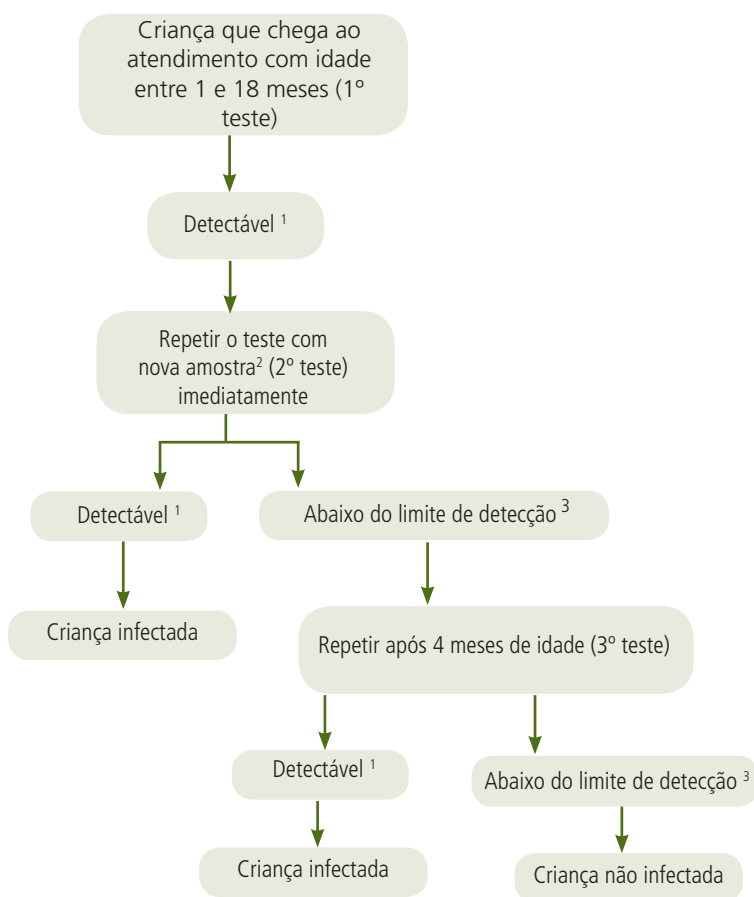 Criança que chega ao
atendimento com idade
entre 1 e 18 meses (1º
teste)
Detectável ¹
Repetir o teste com
nova amostra² (2º teste)
imediatamente
Detectável ¹
Abaixo do limite de detecção ³
Criança infectada
Repetir após 4 meses de idade (3º teste)
Detectável ¹
Abaixo do limite de detecção ³
Criança infectada
Criança não infectada